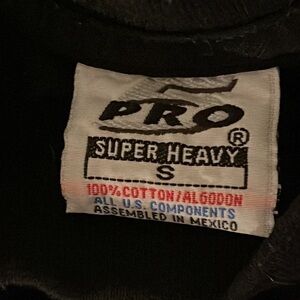 PRO
®
SUPER HEAVY
S
100% COTTON/ALGODON
ALL U.S. COMPONENTS
ASSEMBLED IN MEXICO